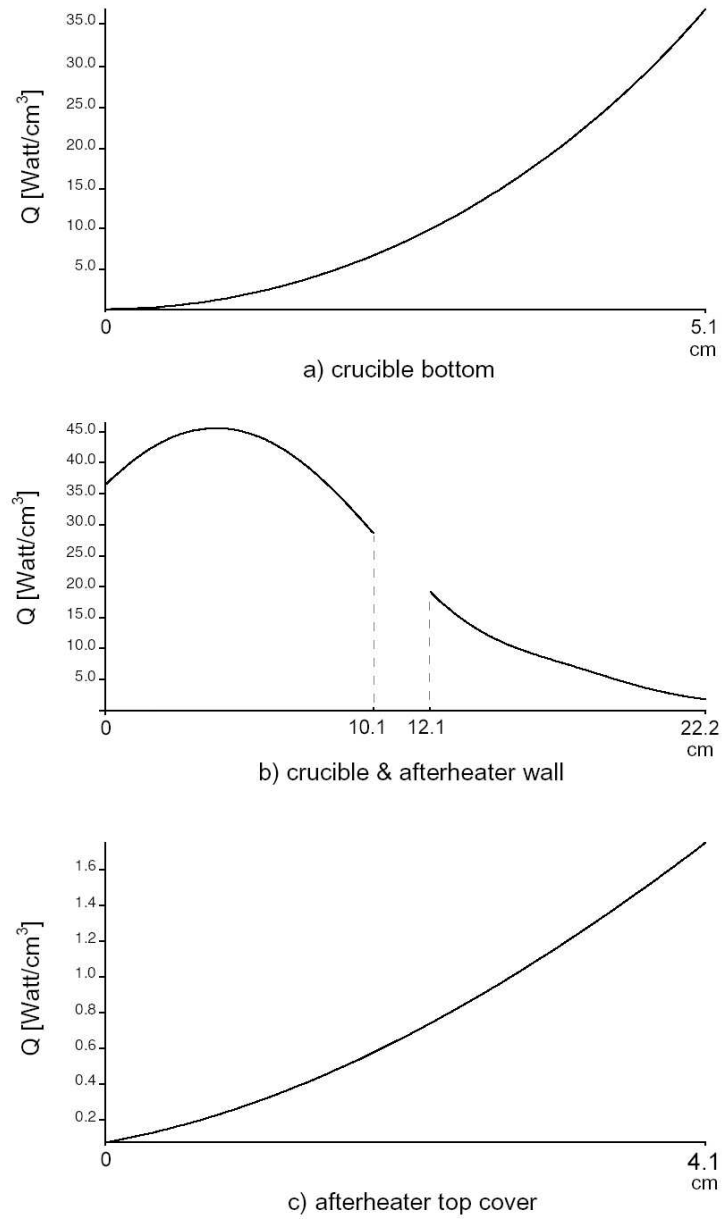 35.0
30.0
25.0
20.0
15.0
10.0
5.0
Q [Watt/cm³]
0 5.1
cm
a) crucible bottom
45.0
40.0
35.0
30.0
25.0
20.0
15.0
10.0
5.0
Q [Watt/cm³]
0 10.1 12.1 22.2
cm
b) crucible & afterheater wall
1.6
1.4
1.2
1.0
0.8
0.6
0.4
0.2
Q [Watt/cm³]
0 4.1
cm
c) afterheater top cover